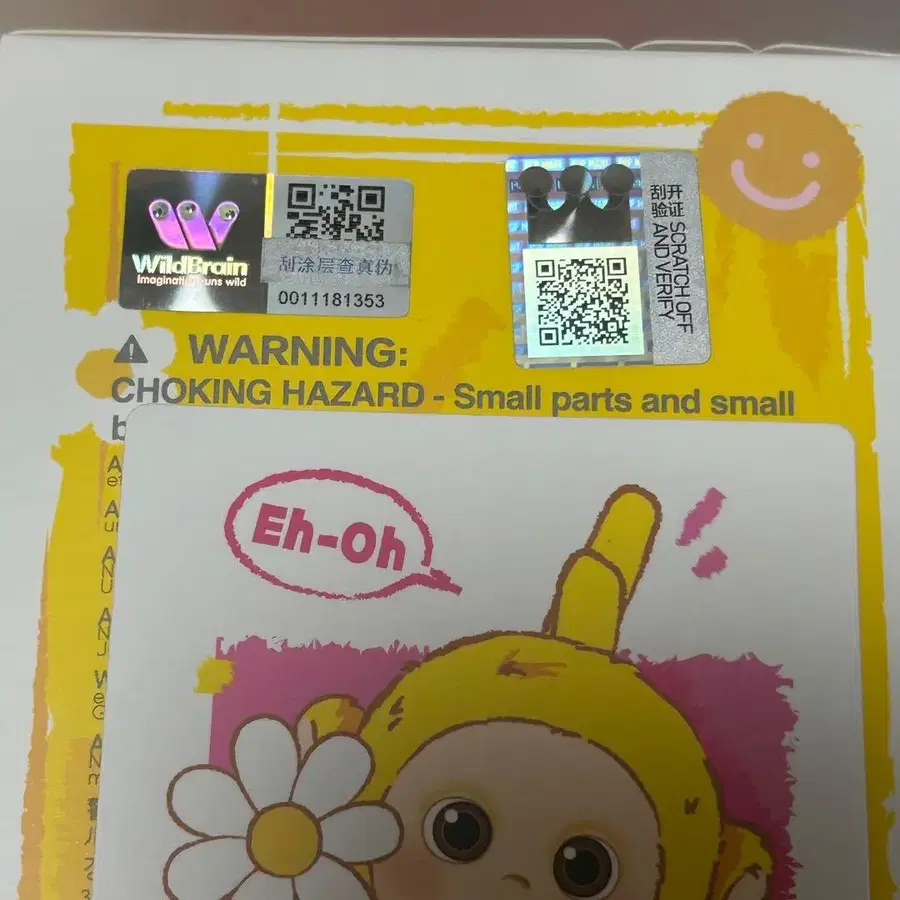 WildBrain
imagination runs wild
刮涂层查真伪
0011181353
刮开
验证
SCRATCH OFF
AND VERIFY
WARNING:
CHOKING HAZARD - Small parts and small
Eh-Oh